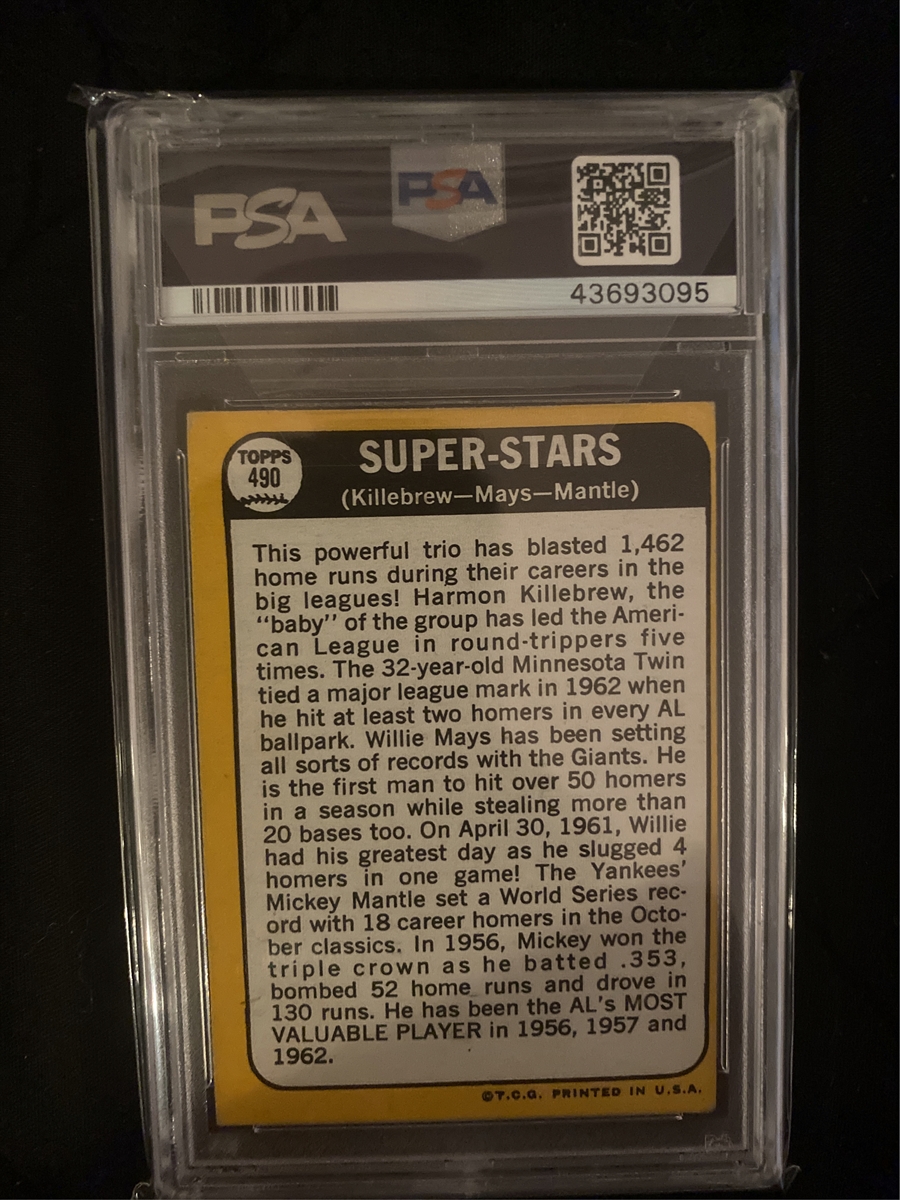 PSA
PSA
43693095
TOPPS
490
SUPER-STARS
(Killebrew—Mays—Mantle)
This powerful trio has blasted 1,462
home runs during their careers in the
big leagues! Harmon Killebrew, the
"baby" of the group has led the Ameri-
can League in round-trippers five
times. The 32-year-old Minnesota Twin
tied a major league mark in 1962 when
he hit at least two homers in every AL
ballpark. Willie Mays has been setting
all sorts of records with the Giants. He
is the first man to hit over 50 homers
in a season while stealing more than
20 bases too. On April 30, 1961, Willie
had his greatest day as he slugged 4
homers in one game! The Yankees'
Mickey Mantle set a World Series rec-
ord with 18 career homers in the Octo-
ber classics. In 1956, Mickey won the
triple crown as he batted .353,
bombed 52 home runs and drove in
130 runs. He has been the AL's MOST
VALUABLE PLAYER in 1956, 1957 and
1962.
©T.C.G. PRINTED IN U.S.A.